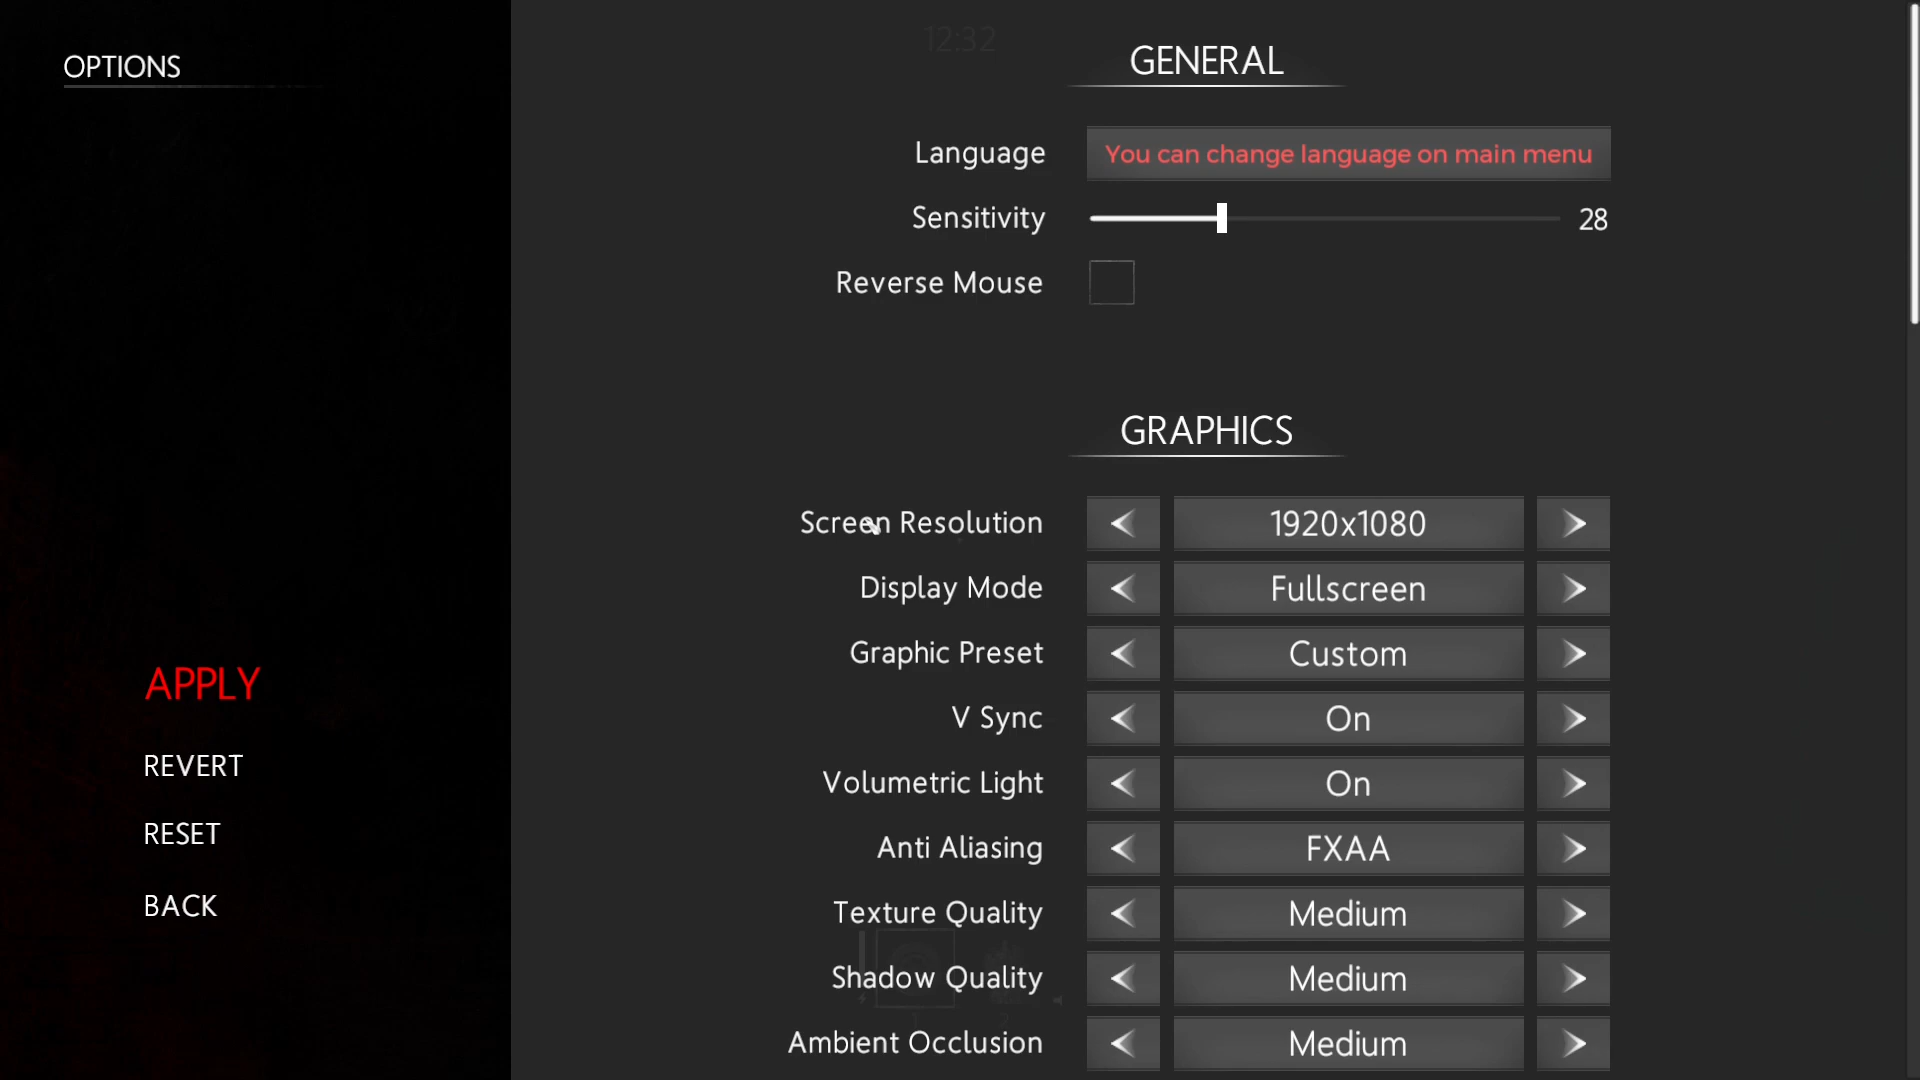 OPTIONS
12:32
GENERAL
Language You can change language on main menu
Sensitivity 28
Reverse Mouse
GRAPHICS
Screen Resolution 1920x1080
Display Mode Fullscreen
Graphic Preset Custom
V Sync On
Volumetric Light On
Anti Aliasing FXAA
Texture Quality Medium
Shadow Quality Medium
Ambient Occlusion Medium
APPLY
REVERT
RESET
BACK